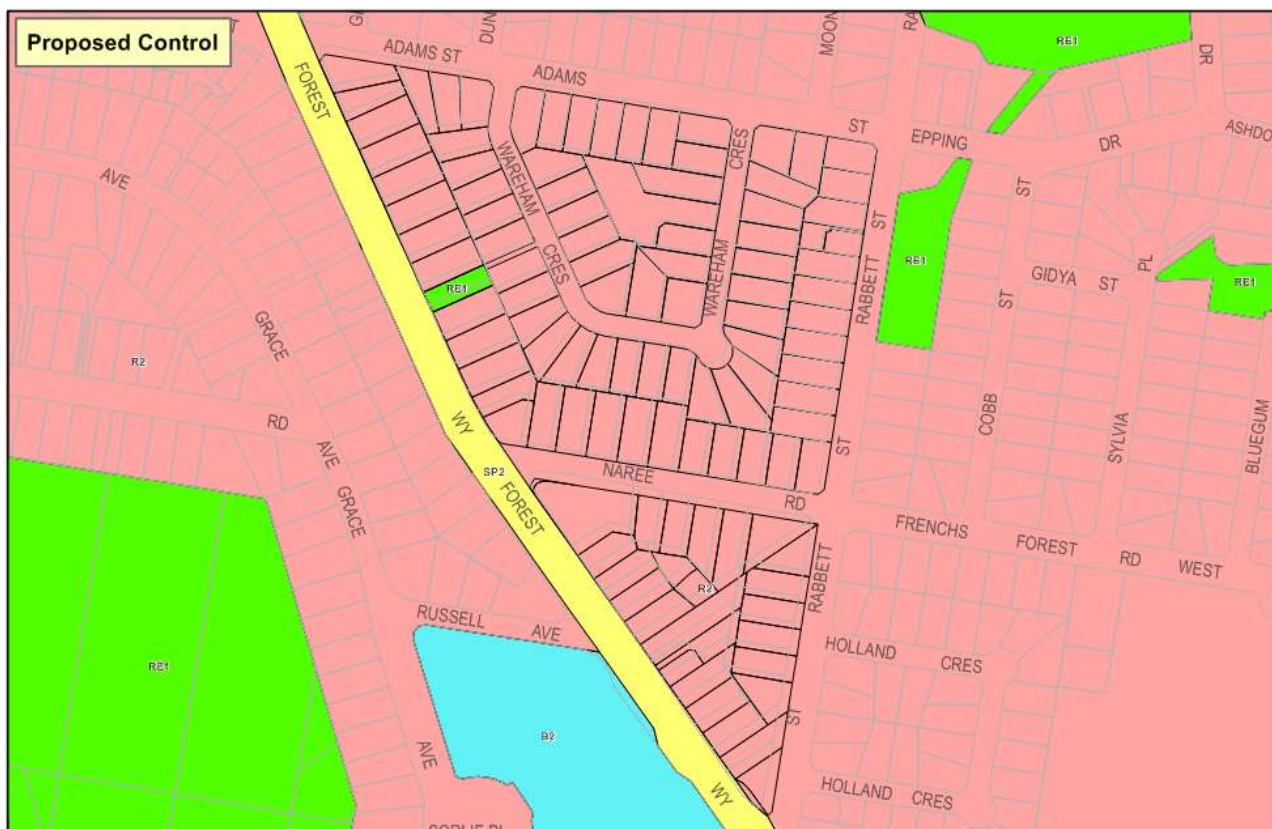 Proposed Control
DUN
MOON
RE1
DR
ADAMS ST
ADAMS
ST
FOREST
EPPING
DR
ASHDO
AVE
WAREHAM
CRES
CRES
WAREHAM
ST
ST
RE1
RABBETT
ST
GIDYA ST
PL
RE1
RE1
GRACE
R2
RD
AVE
GRACE
COBB
SYLVIA
BLUEGUM
ST
WY
SP2
FOREST
NAREE
RD
FRENCHS FOREST RD WEST
R2
RABBETT
RUSSELL AVE
HOLLAND CRES
RE1
B2
ST
AVE
WY
HOLLAND CRES